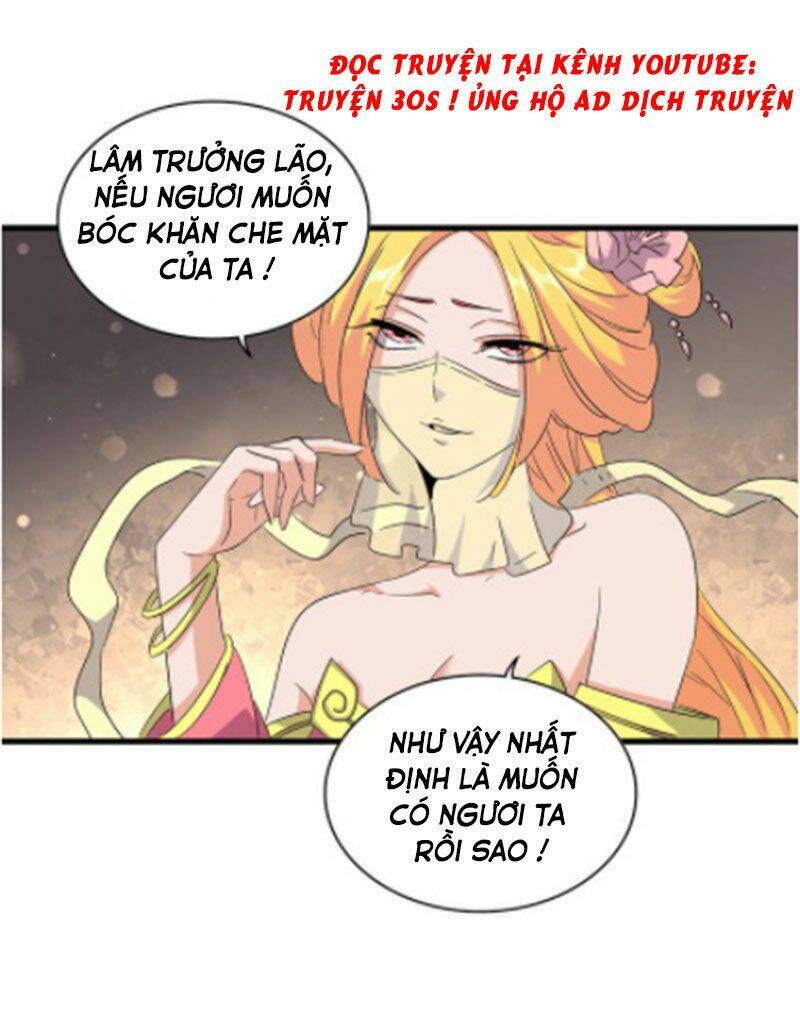 ĐỌC TRUYỆN TẠI KÊNH YOUTUBE:
TRUYỆN 3OS ! ỦNG HỘ AD DỊCH TRUYỆN
LÂM TRƯỞNG LÃO,
NẾU NGƯƠI MUỐN
BÓC KHĂN CHE MẶT
CỦA TA !
NHƯ VẬY NHẤT
ĐỊNH LÀ MUỐN
CÓ NGƯƠI TA
RỒI SAO !